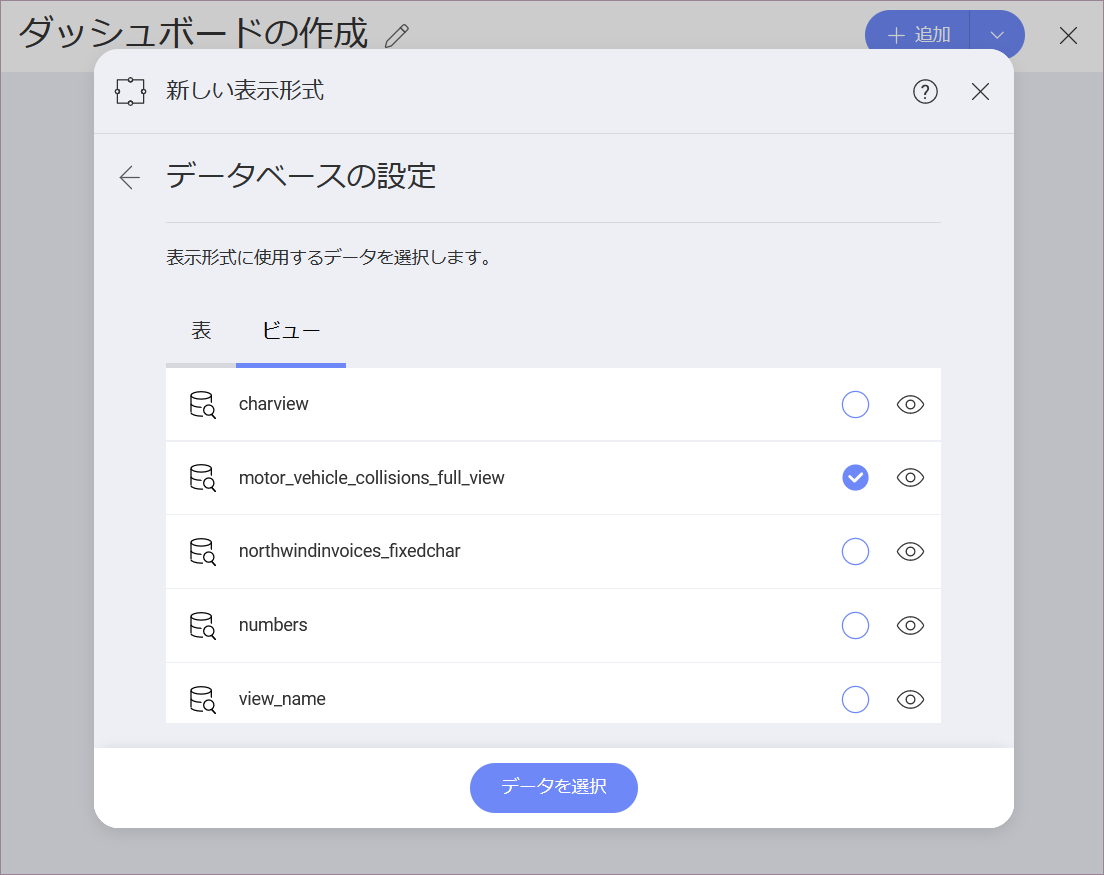 ダッシュボードの作成
追加
新しい表示形式
データベースの設定
表示形式に使用するデータを選択します。
表 ビュー
charview
motor_vehicle_collisions_full_view
northwindinvoices_fixedchar
numbers
view_name
データを選択